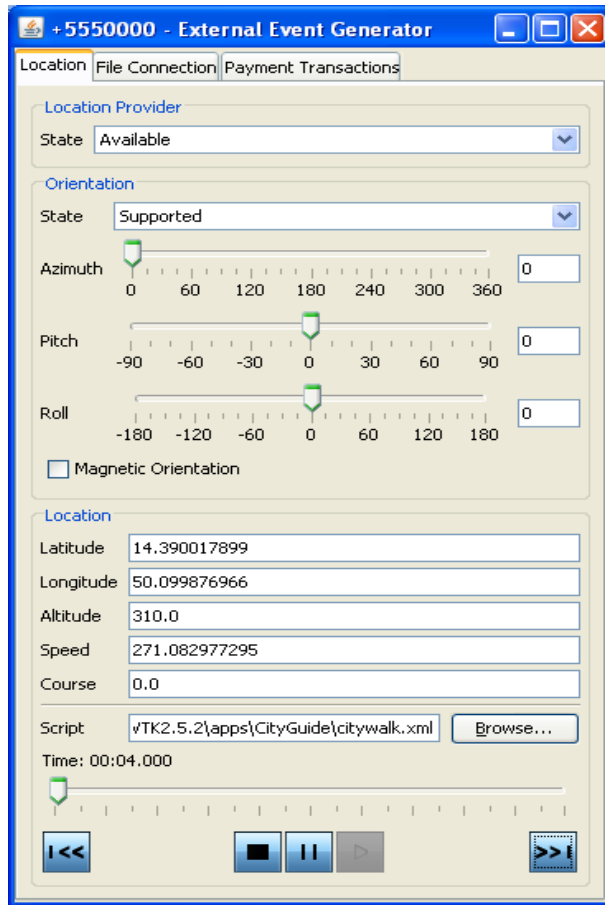 +5550000 - External Event Generator
Location File Connection Payment Transactions
Location Provider
State Available
Orientation
State Supported
Azimuth 0
0 60 120 180 240 300 360
Pitch 0
-90 -60 -30 0 30 60 90
Roll 0
-180 -120 -60 0 60 120 180
Magnetic Orientation
Location
Latitude 14.390017899
Longitude 50.099876966
Altitude 310.0
Speed 271.082977295
Course 0.0
Script TK2.5.2\apps\CityGuide\citywalk.xml Browse...
Time: 00:04.000